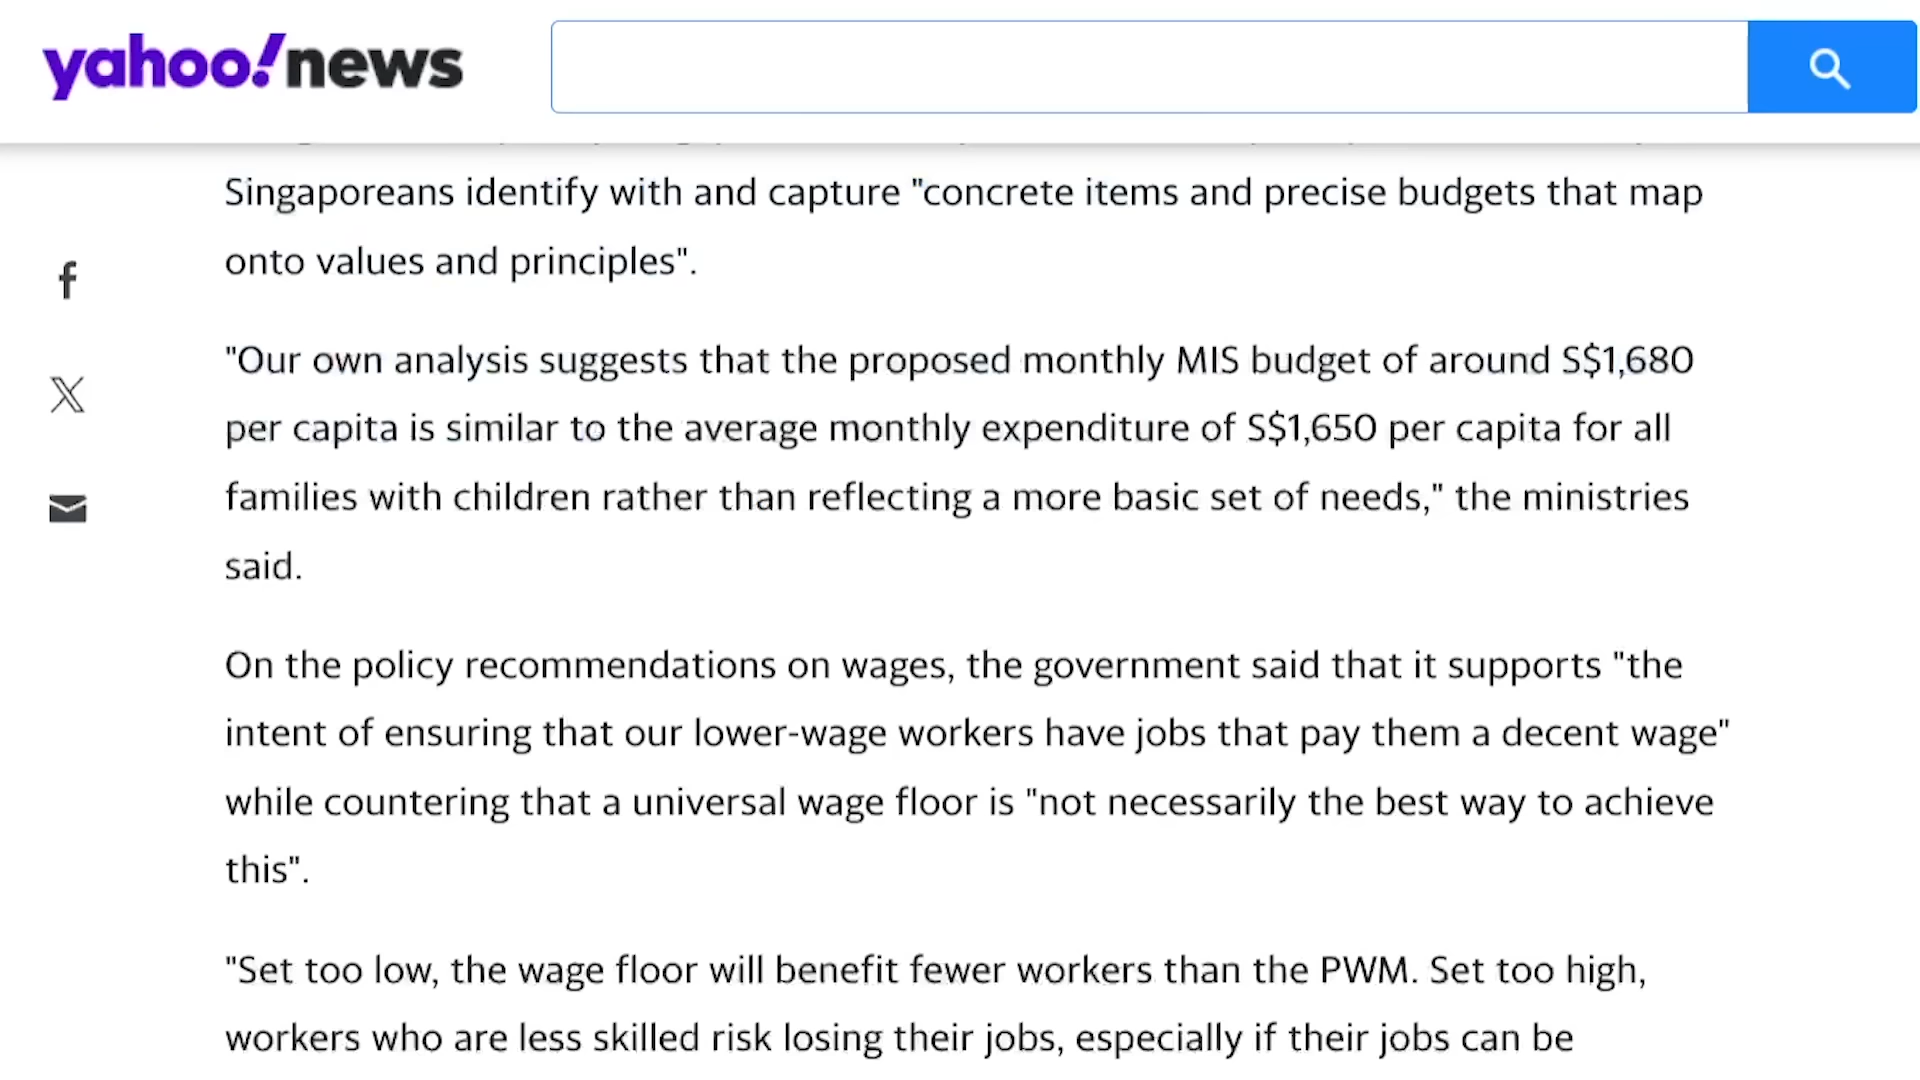 yahoo!news
Singaporeans identify with and capture "concrete items and precise budgets that map
onto values and principles".
"Our own analysis suggests that the proposed monthly MIS budget of around S$1,680
per capita is similar to the average monthly expenditure of S$1,650 per capita for all
families with children rather than reflecting a more basic set of needs," the ministries
said.
On the policy recommendations on wages, the government said that it supports "the
intent of ensuring that our lower-wage workers have jobs that pay them a decent wage"
while countering that a universal wage floor is "not necessarily the best way to achieve
this".
"Set too low, the wage floor will benefit fewer workers than the PWM. Set too high,
workers who are less skilled risk losing their jobs, especially if their jobs can be